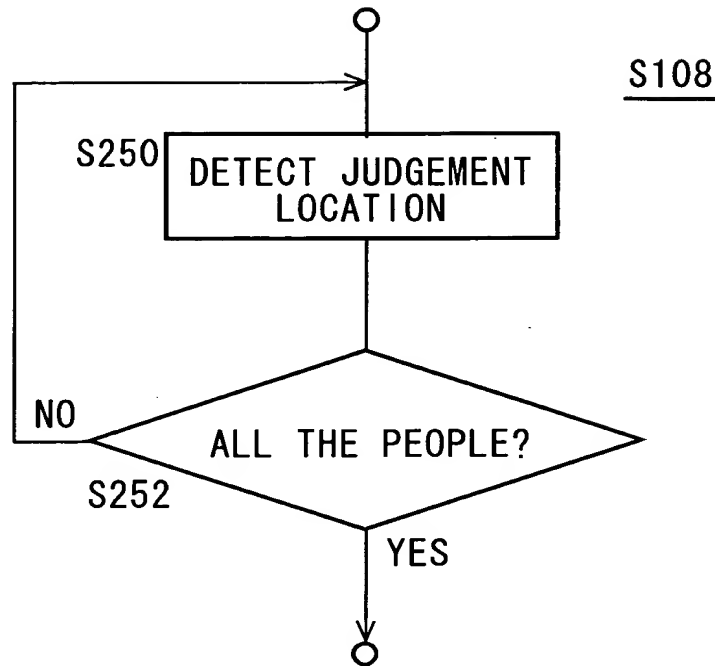 S108
S250
DETECT JUDGEMENT
LOCATION
NO
ALL THE PEOPLE?
S252
YES